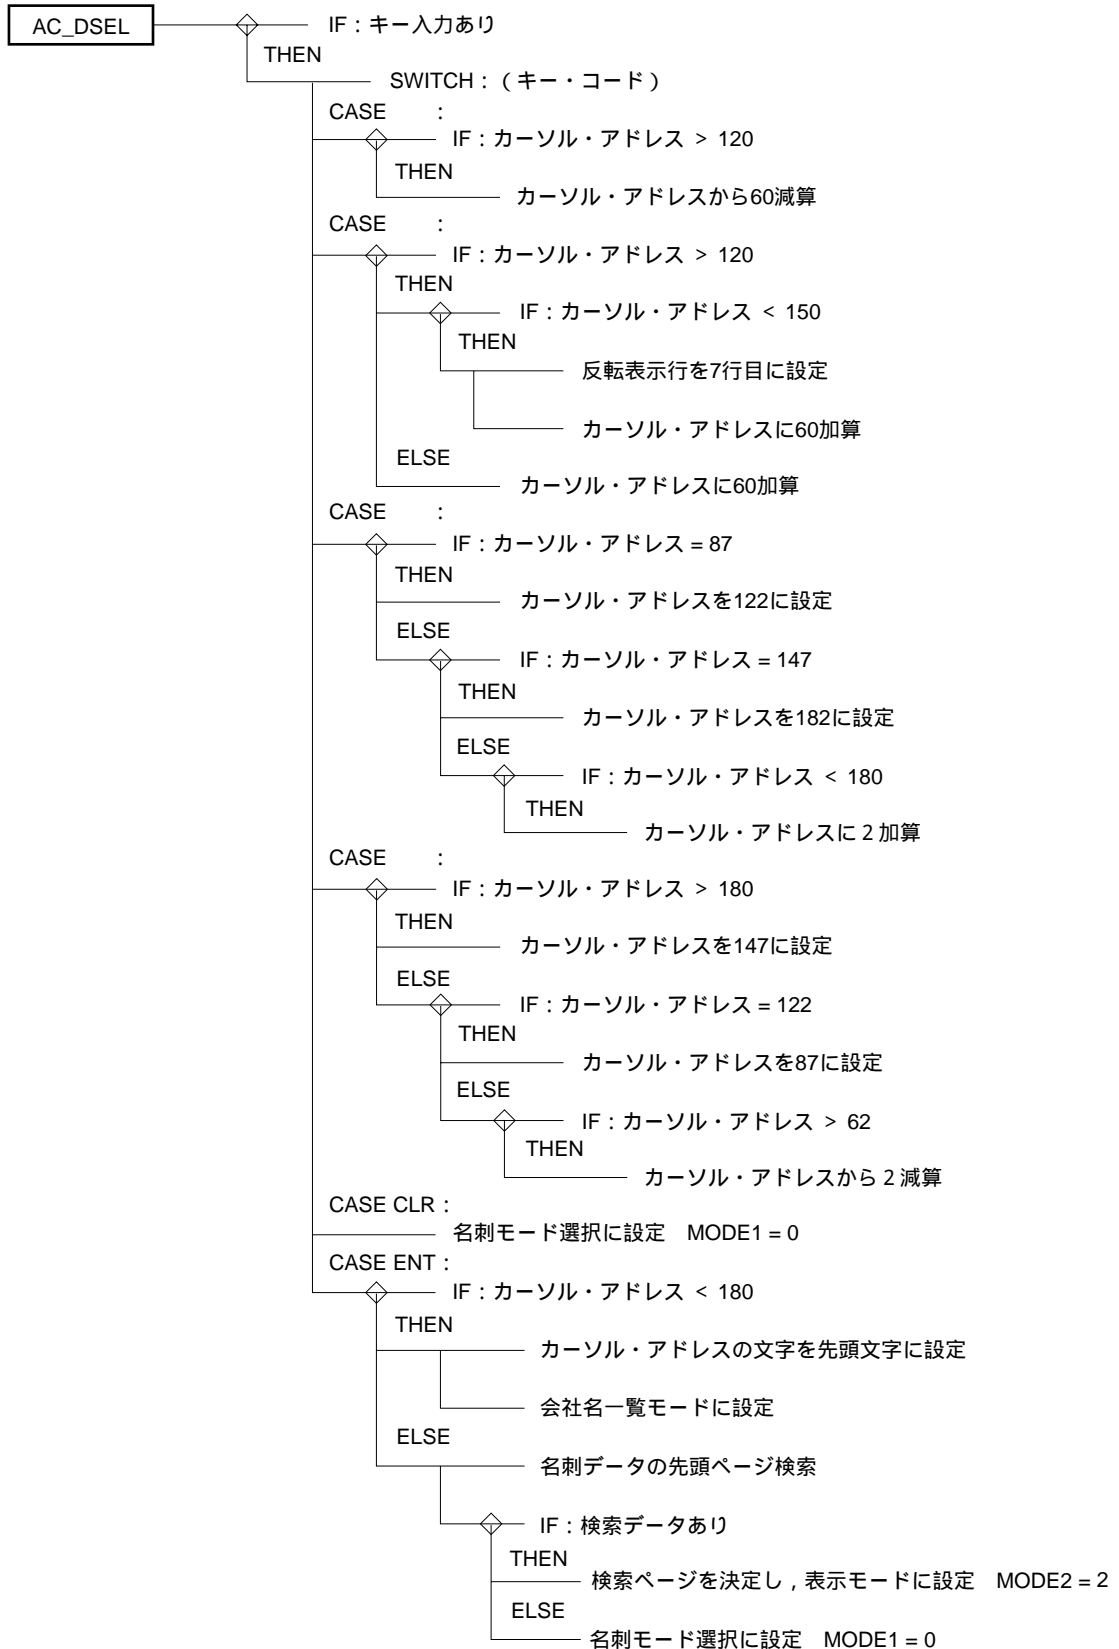 AC_DSEL
IF：キー入力あり
THEN
SWITCH：（キー・コード）
CASE　　：
IF：カーソル・アドレス ＞ 120
THEN
カーソル・アドレスから60減算
CASE　　：
IF：カーソル・アドレス ＞ 120
THEN
IF：カーソル・アドレス ＜ 150
THEN
反転表示行を7行目に設定
カーソル・アドレスに60加算
ELSE
カーソル・アドレスに60加算
CASE　　：
IF：カーソル・アドレス = 87
THEN
カーソル・アドレスを122に設定
ELSE
IF：カーソル・アドレス = 147
THEN
カーソル・アドレスを182に設定
ELSE
IF：カーソル・アドレス ＜ 180
THEN
カーソル・アドレスに２加算
CASE　　：
IF：カーソル・アドレス ＞ 180
THEN
カーソル・アドレスを147に設定
ELSE
IF：カーソル・アドレス = 122
THEN
カーソル・アドレスを87に設定
ELSE
IF：カーソル・アドレス ＞ 62
THEN
カーソル・アドレスから２減算
CASE CLR：
名刺モード選択に設定　MODE1 = 0
CASE ENT：
IF：カーソル・アドレス ＜ 180
THEN
カーソル・アドレスの文字を先頭文字に設定
会社名一覧モードに設定
ELSE
名刺データの先頭ページ検索
IF：検索データあり
THEN
検索ページを決定し，表示モードに設定　MODE2 = 2
ELSE
名刺モード選択に設定　MODE1 = 0